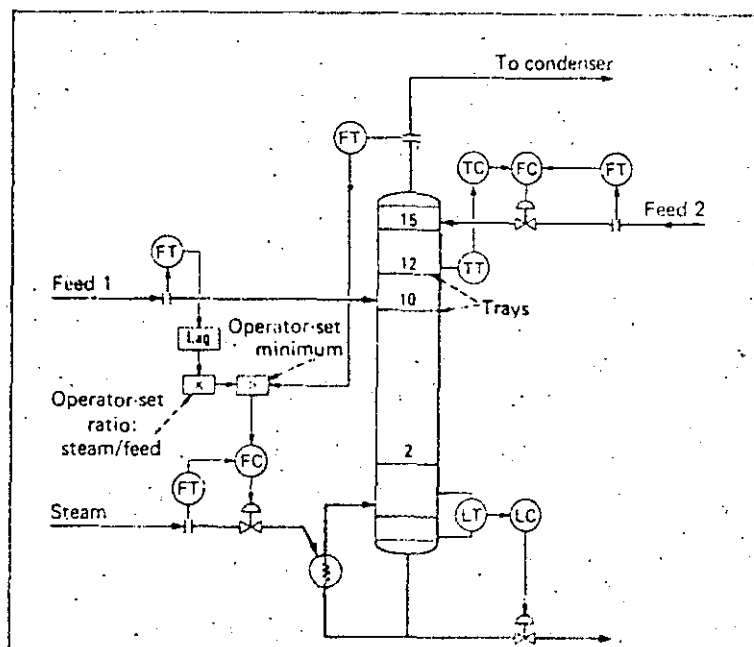 To condenser
FT
TC
FC
FT
Feed 2
15
FT
12
TT
Feed 1
10
Trays
Lag
Operator-set
minimum
x
>
Operator-set
ratio:
steam/feed
2
FC
FT
Steam
LT
LC